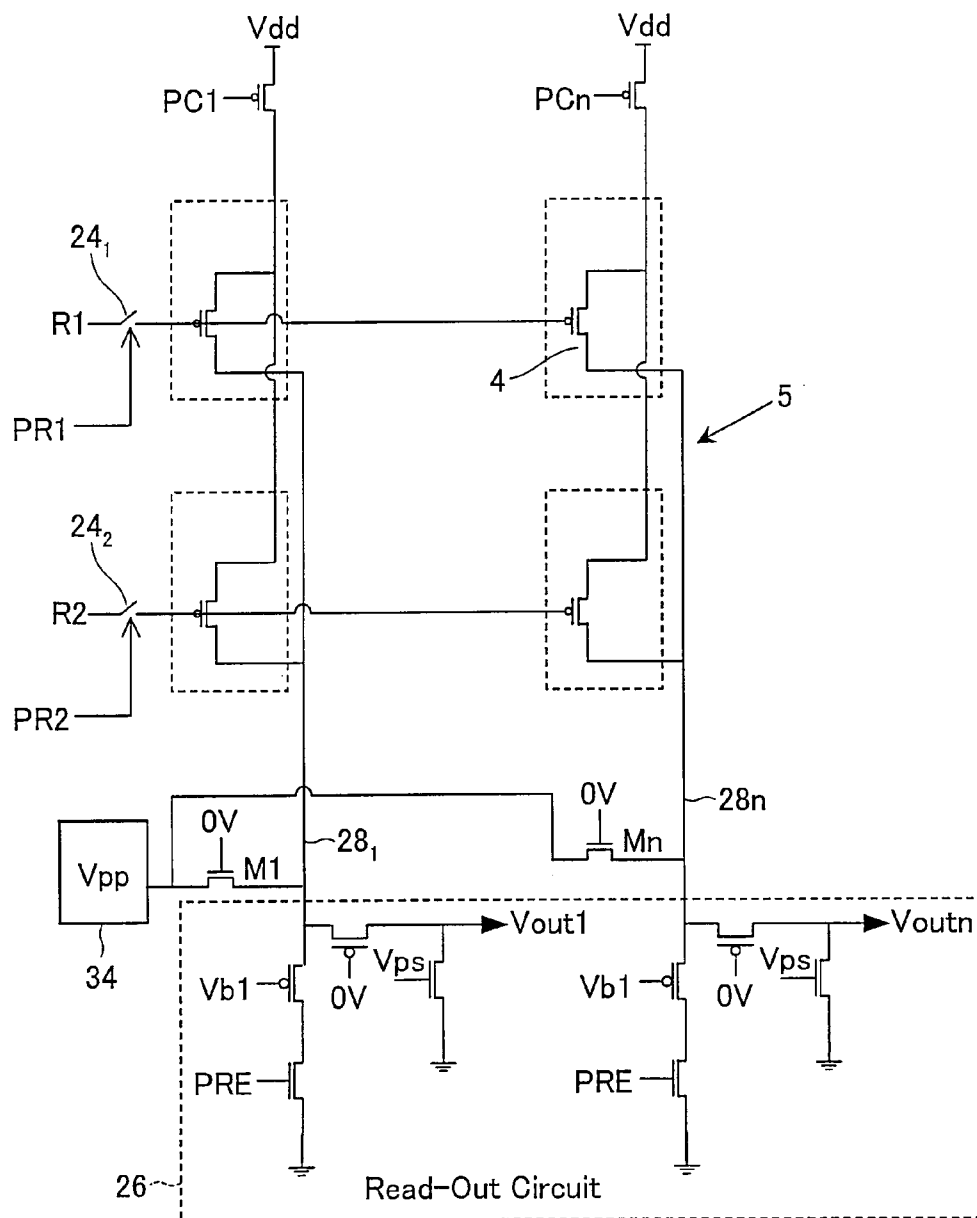 Vdd
Vdd
PC1
PCn
24₁
R1
4
PR1
5
24₂
R2
PR2
0V
0V
28n
Vpp
M1
28₁
Mn
34
Vout1
Voutn
Vb1
Vps
0V
Vb1
Vps
0V
PRE
PRE
26
Read-Out Circuit